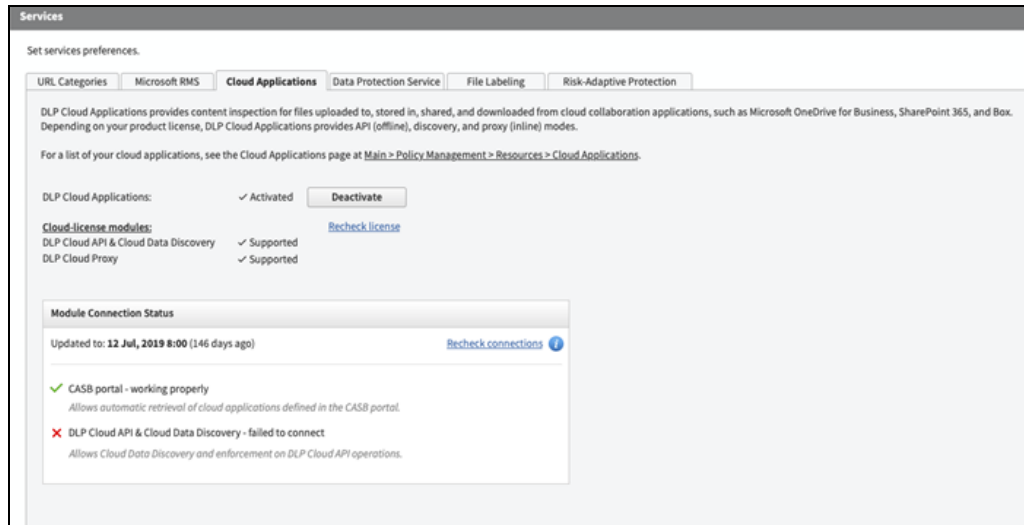 Services
Set services preferences.
URL Categories Microsoft RMS Cloud Applications Data Protection Service File Labeling Risk-Adaptive Protection
DLP Cloud Applications provides content inspection for files uploaded to, stored in, shared, and downloaded from cloud collaboration applications, such as Microsoft OneDrive for Business, SharePoint 365, and Box.
Depending on your product license, DLP Cloud Applications provides API (offline), discovery, and proxy (inline) modes.
For a list of your cloud applications, see the Cloud Applications page at Main > Policy Management > Resources > Cloud Applications.
DLP Cloud Applications: ✓ Activated Deactivate
Cloud-license modules: Recheck license
DLP Cloud API & Cloud Data Discovery ✓ Supported
DLP Cloud Proxy ✓ Supported
Module Connection Status
Updated to: 12 Jul, 2019 8:00 (146 days ago) Recheck connections i
CASB portal - working properly
Allows automatic retrieval of cloud applications defined in the CASB portal.
DLP Cloud API & Cloud Data Discovery - failed to connect
Allows Cloud Data Discovery and enforcement on DLP Cloud API operations.